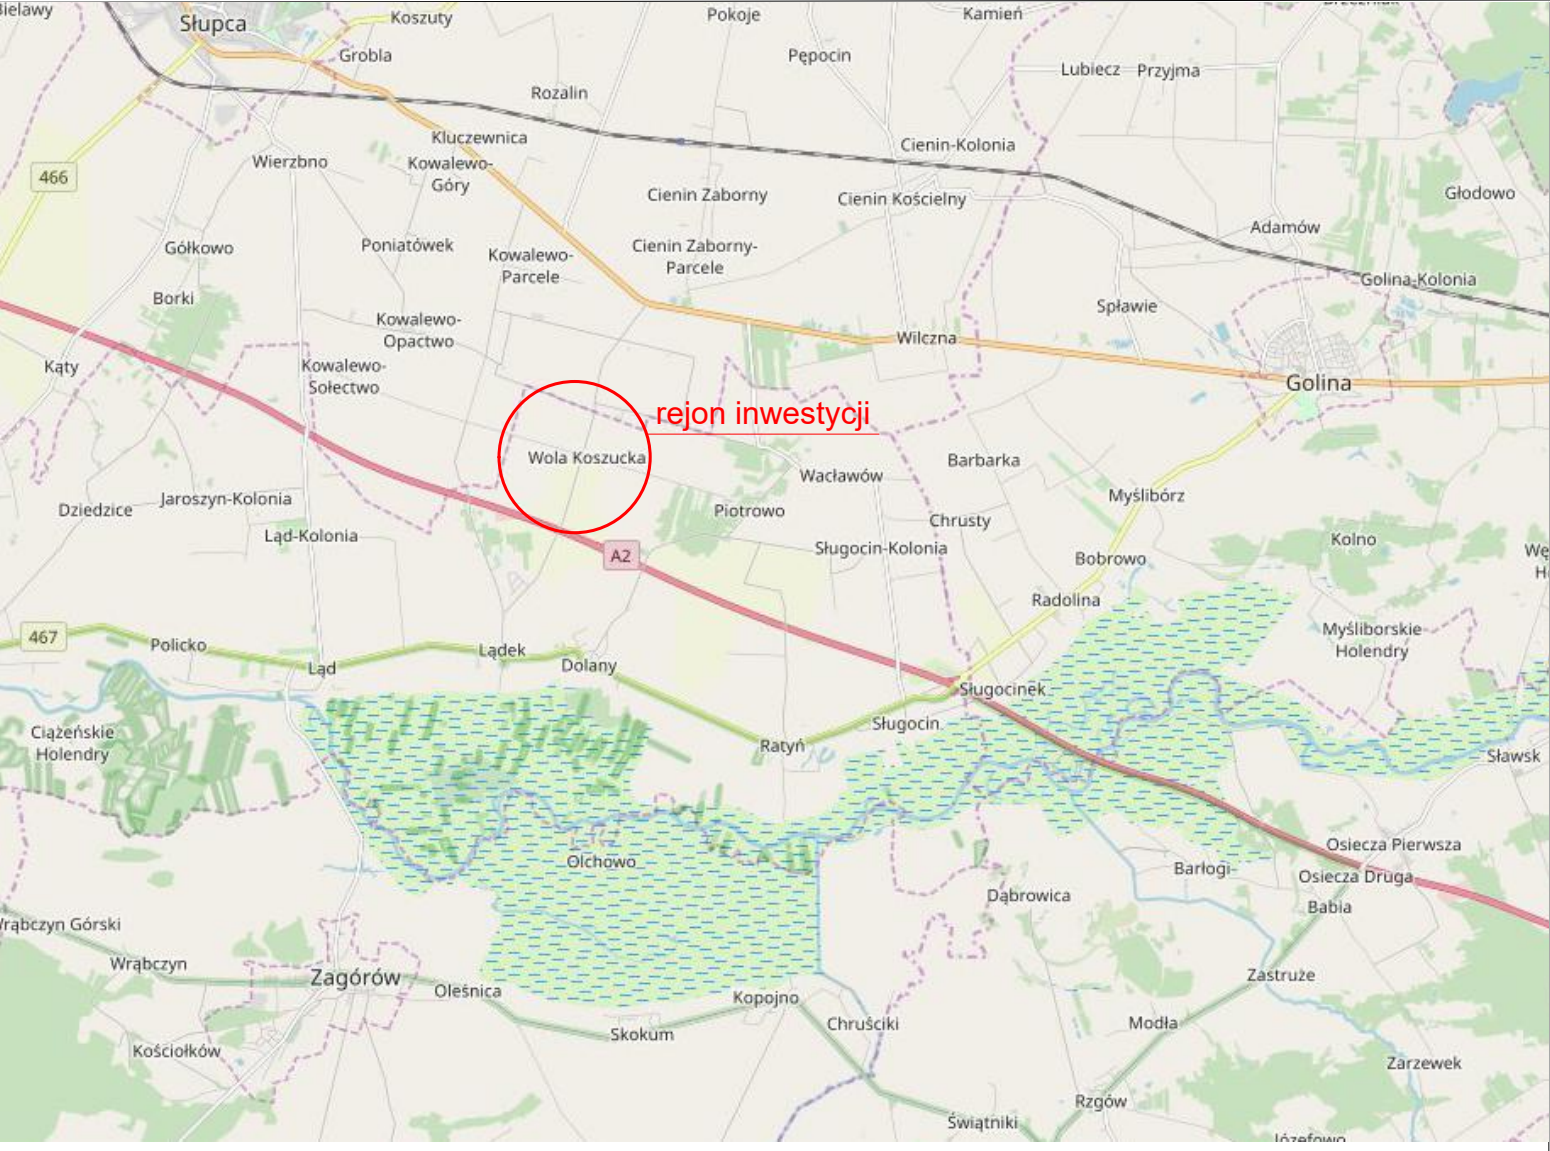 Słupca
Koszuty
Pokoje
Kamień
Grobla
Pępocin
Lubiecz
Przyjma
Rozalin
Kluczewnica
Cienin-Kolonia
Wierzbno
Kowalewo-
Góry
466
Cienin Zaborny
Cienin Kościelny
Głodowo
Adamów
Gółkowo
Poniatówek
Kowalewo-
Parcele
Cienin Zaborny-
Parcele
Golina-Kolonia
Borki
Spławie
Kowalewo-
Opactwo
Wilczna
Kąty
Kowalewo-
Sołectwo
Golina
rejon inwestycji
Wola Koszucka
Barbarka
Wacławów
Jaroszyn-Kolonia
Myślibórz
Dziedzice
Piotrowo
Chrusty
Ląd-Kolonia
Kolno
A2
Sługocin-Kolonia
Bobrowo
Radolina
467
Policko
Myśliborskie
Holendry
Lądek
Ląd
Dolany
Sługocinek
Ciążeńskie
Holendry
Sługocin
Ratyń
Sławsk
Osiecza Pierwsza
Olchowo
Barłogi
Osiecza Druga
Dąbrowica
Babia
Wrąbczyn Górski
Wrąbczyn
Zagórów
Zastruże
Oleśnica
Kopojno
Chruściki
Modła
Skokum
Kościołków
Zarzewek
Rzgów
Świątniki
Józefowo